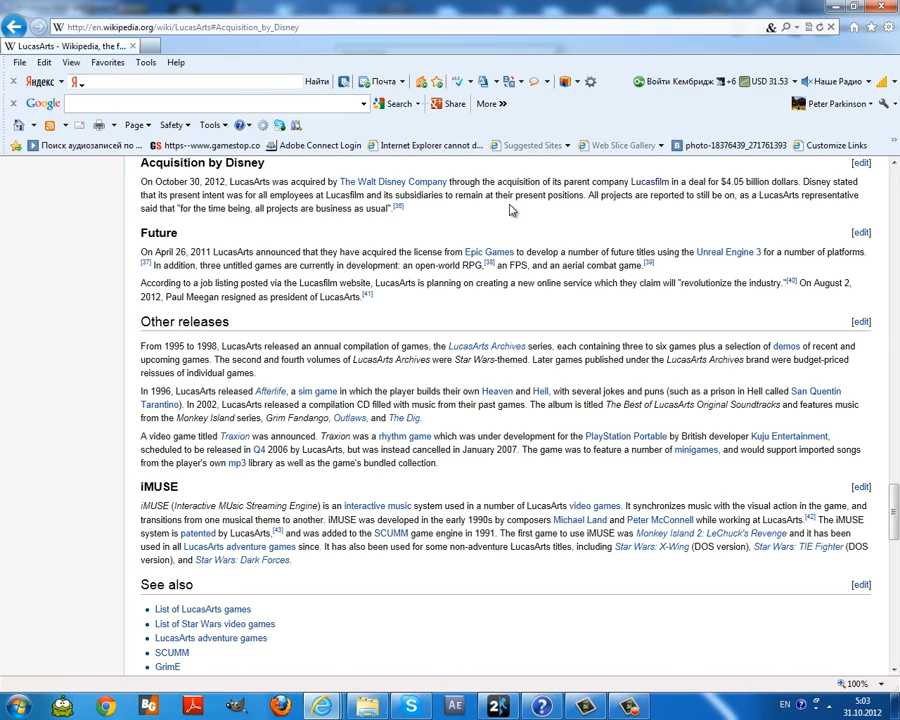 http://en.wikipedia.org/wiki/LucasArts#Acquisition_by_Disney
W LucasArts - Wikipedia, the f...
File Edit View Favorites Tools Help
Яндекс Я Найти Почта Войти Кембридж +6 USD 31.53 Наше Радио
Google Search Share More » Peter Parkinson
Page Safety Tools
Поиск аудиозаписей по... GS https--www.gamestop.co... Adobe Connect Login Internet Explorer cannot d... Suggested Sites Web Slice Gallery B photo-18376439_271761393 Customize Links
Acquisition by Disney [edit]
On October 30, 2012, LucasArts was acquired by The Walt Disney Company through the acquisition of its parent company Lucasfilm in a deal for $4.05 billion dollars. Disney stated
that its present intent was for all employees at Lucasfilm and its subsidiaries to remain at their present positions. All projects are reported to still be on, as a LucasArts representative
said that "for the time being, all projects are business as usual".[36]
Future [edit]
On April 26, 2011 LucasArts announced that they have acquired the license from Epic Games to develop a number of future titles using the Unreal Engine 3 for a number of platforms.
[37] In addition, three untitled games are currently in development: an open-world RPG,[38] an FPS, and an aerial combat game.[39]
According to a job listing posted via the Lucasfilm website, LucasArts is planning on creating a new online service which they claim will "revolutionize the industry."[40] On August 2,
2012, Paul Meegan resigned as president of LucasArts.[41]
Other releases [edit]
From 1995 to 1998, LucasArts released an annual compilation of games, the LucasArts Archives series, each containing three to six games plus a selection of demos of recent and
upcoming games. The second and fourth volumes of LucasArts Archives were Star Wars-themed. Later games published under the LucasArts Archives brand were budget-priced
reissues of individual games.
In 1996, LucasArts released Afterlife, a sim game in which the player builds their own Heaven and Hell, with several jokes and puns (such as a prison in Hell called San Quentin
Tarantino). In 2002, LucasArts released a compilation CD filled with music from their past games. The album is titled The Best of LucasArts Original Soundtracks and features music
from the Monkey Island series, Grim Fandango, Outlaws, and The Dig.
A video game titled Traxion was announced. Traxion was a rhythm game which was under development for the PlayStation Portable by British developer Kuju Entertainment,
scheduled to be released in Q4 2006 by LucasArts, but was instead cancelled in January 2007. The game was to feature a number of minigames, and would support imported songs
from the player's own mp3 library as well as the game's bundled collection.
iMUSE [edit]
iMUSE (Interactive MUsic Streaming Engine) is an interactive music system used in a number of LucasArts video games. It synchronizes music with the visual action in the game, and
transitions from one musical theme to another. iMUSE was developed in the early 1990s by composers Michael Land and Peter McConnell while working at LucasArts.[42] The iMUSE
system is patented by LucasArts,[43] and was added to the SCUMM game engine in 1991. The first game to use iMUSE was Monkey Island 2: LeChuck's Revenge and it has been
used in all LucasArts adventure games since. It has also been used for some non-adventure LucasArts titles, including Star Wars: X-Wing (DOS version), Star Wars: TIE Fighter (DOS
version), and Star Wars: Dark Forces.
See also [edit]
List of LucasArts games
List of Star Wars video games
LucasArts adventure games
SCUMM
GrimE
100%
EN 5:03
31.10.2012